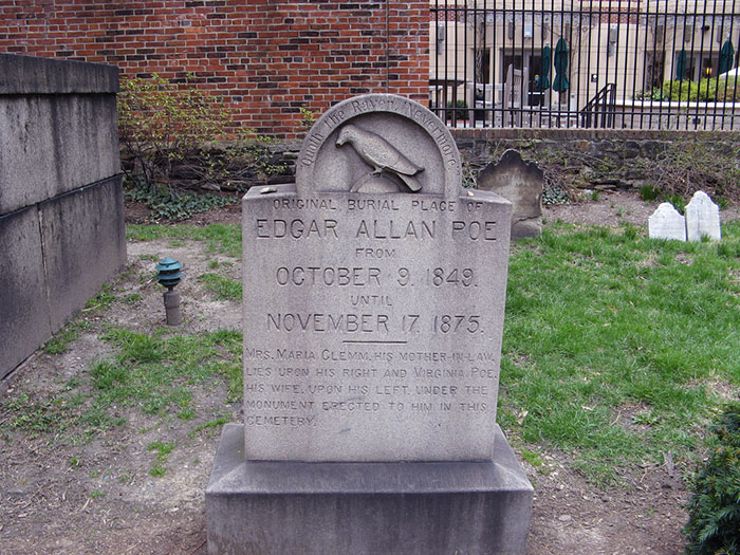 Quoth the Raven, Nevermore.
ORIGINAL BURIAL PLACE OF
EDGAR ALLAN POE
FROM
OCTOBER 9. 1849.
UNTIL
NOVEMBER 17. 1875.
MRS. MARIA CLEMM, HIS MOTHER-IN-LAW,
LIES UPON HIS RIGHT AND VIRGINIA POE,
HIS WIFE, UPON HIS LEFT, UNDER THE
MONUMENT ERECTED TO HIM IN THIS
CEMETERY.